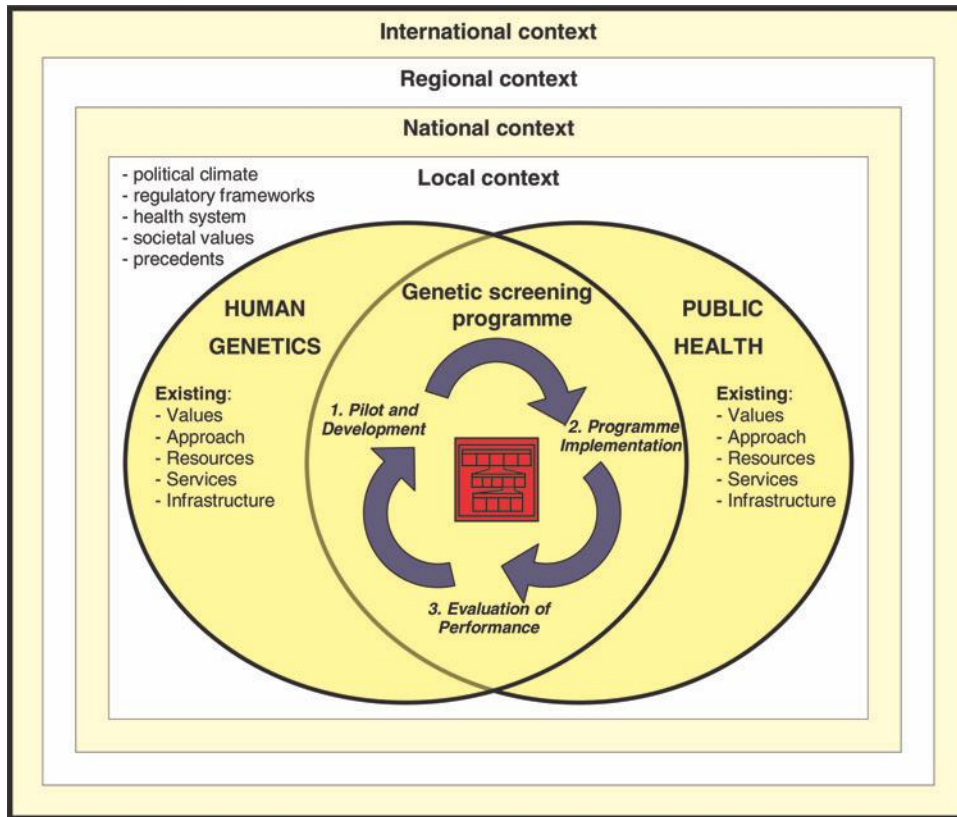 International context
Regional context
National context
Local context
- political climate
- regulatory frameworks
- health system
- societal values
- precedents
HUMAN
GENETICS
Existing:
- Values
- Approach
- Resources
- Services
- Infrastructure
Genetic screening
programme
1. Pilot and
Development
2. Programme
Implementation
3. Evaluation of
Performance
PUBLIC
HEALTH
Existing:
- Values
- Approach
- Resources
- Services
- Infrastructure